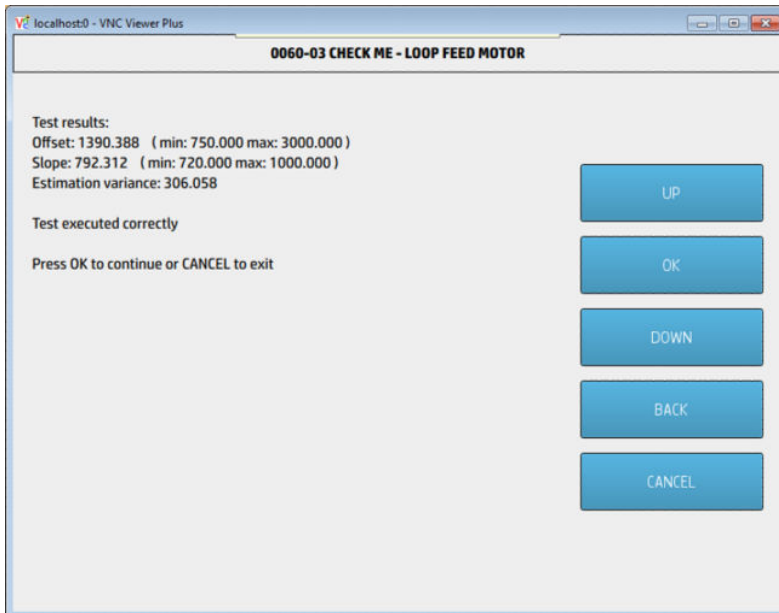 localhost:0 - VNC Viewer Plus
0060-03 CHECK ME - LOOP FEED MOTOR
Test results:
Offset: 1390.388 ( min: 750.000 max: 3000.000 )
Slope: 792.312 ( min: 720.000 max: 1000.000 )
Estimation variance: 306.058
Test executed correctly
Press OK to continue or CANCEL to exit
UP
OK
DOWN
BACK
CANCEL